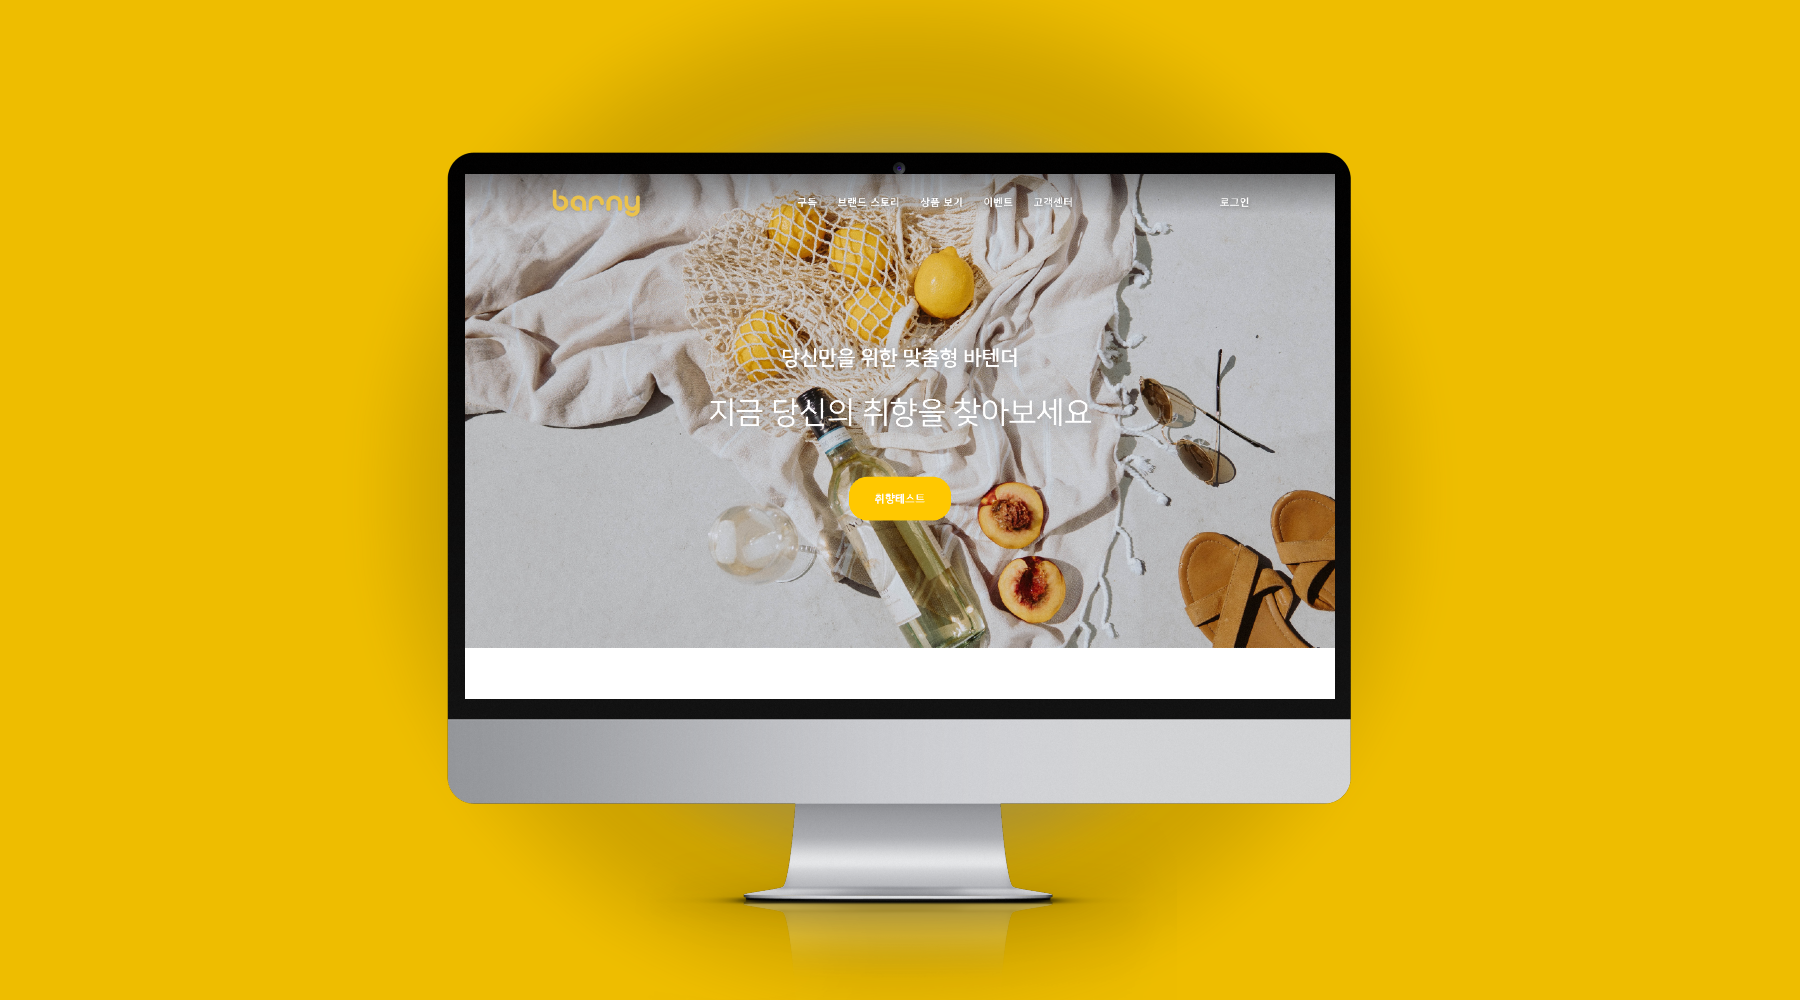 barny
구독 브랜드 스토리 상품 보기 이벤트 고객센터 로그인
당신만을 위한 맞춤형 바텐더
지금 당신의 취향을 찾아보세요
취향테스트